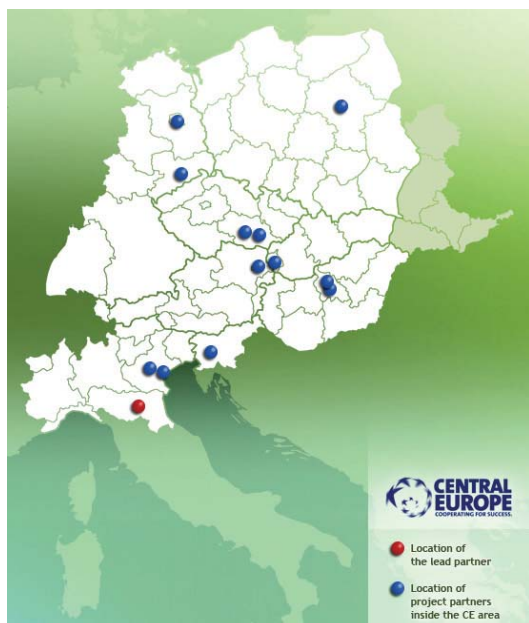 CENTRAL
EUROPE
COOPERATING FOR SUCCESS.
Location of
the lead partner
Location of
project partners
inside the CE area